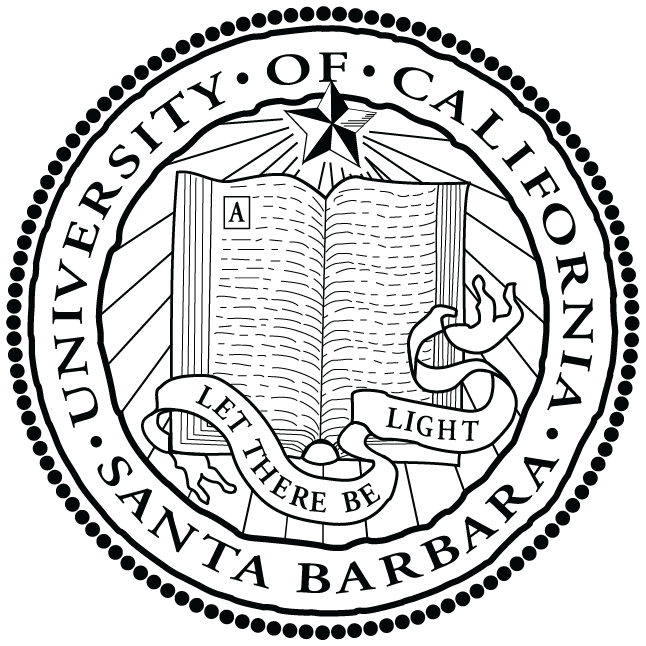 UNIVERSITY • OF • CALIFORNIA
• SANTA BARBARA •
A
LET THERE BE
LIGHT